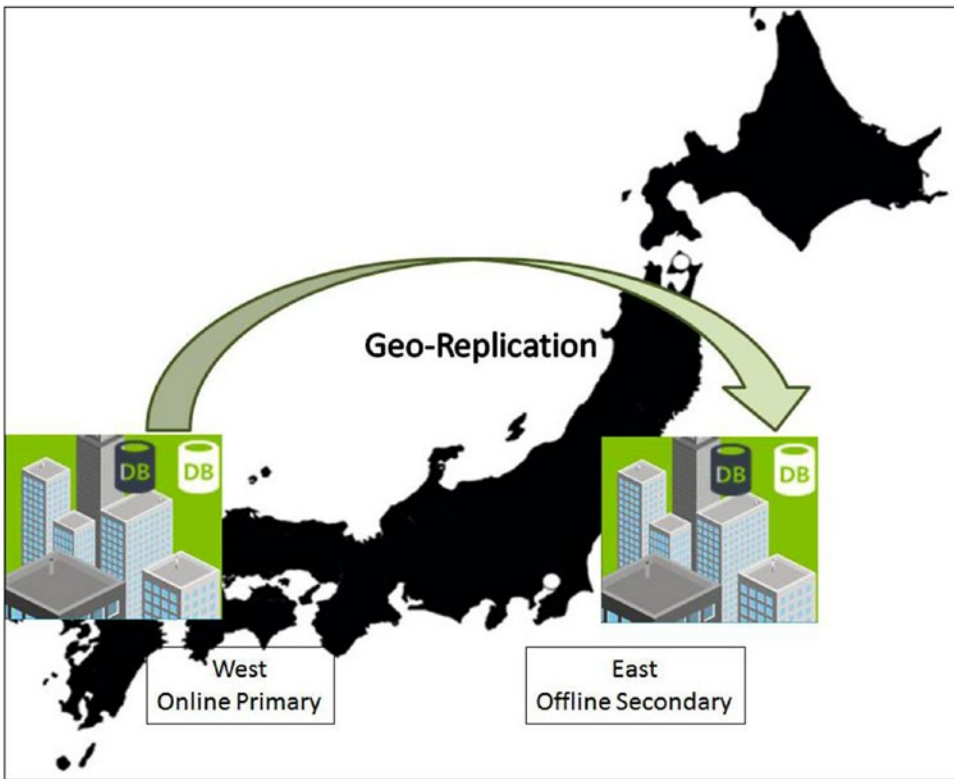 Geo-Replication
DB DB
DB DB
West
Online Primary
East
Offline Secondary